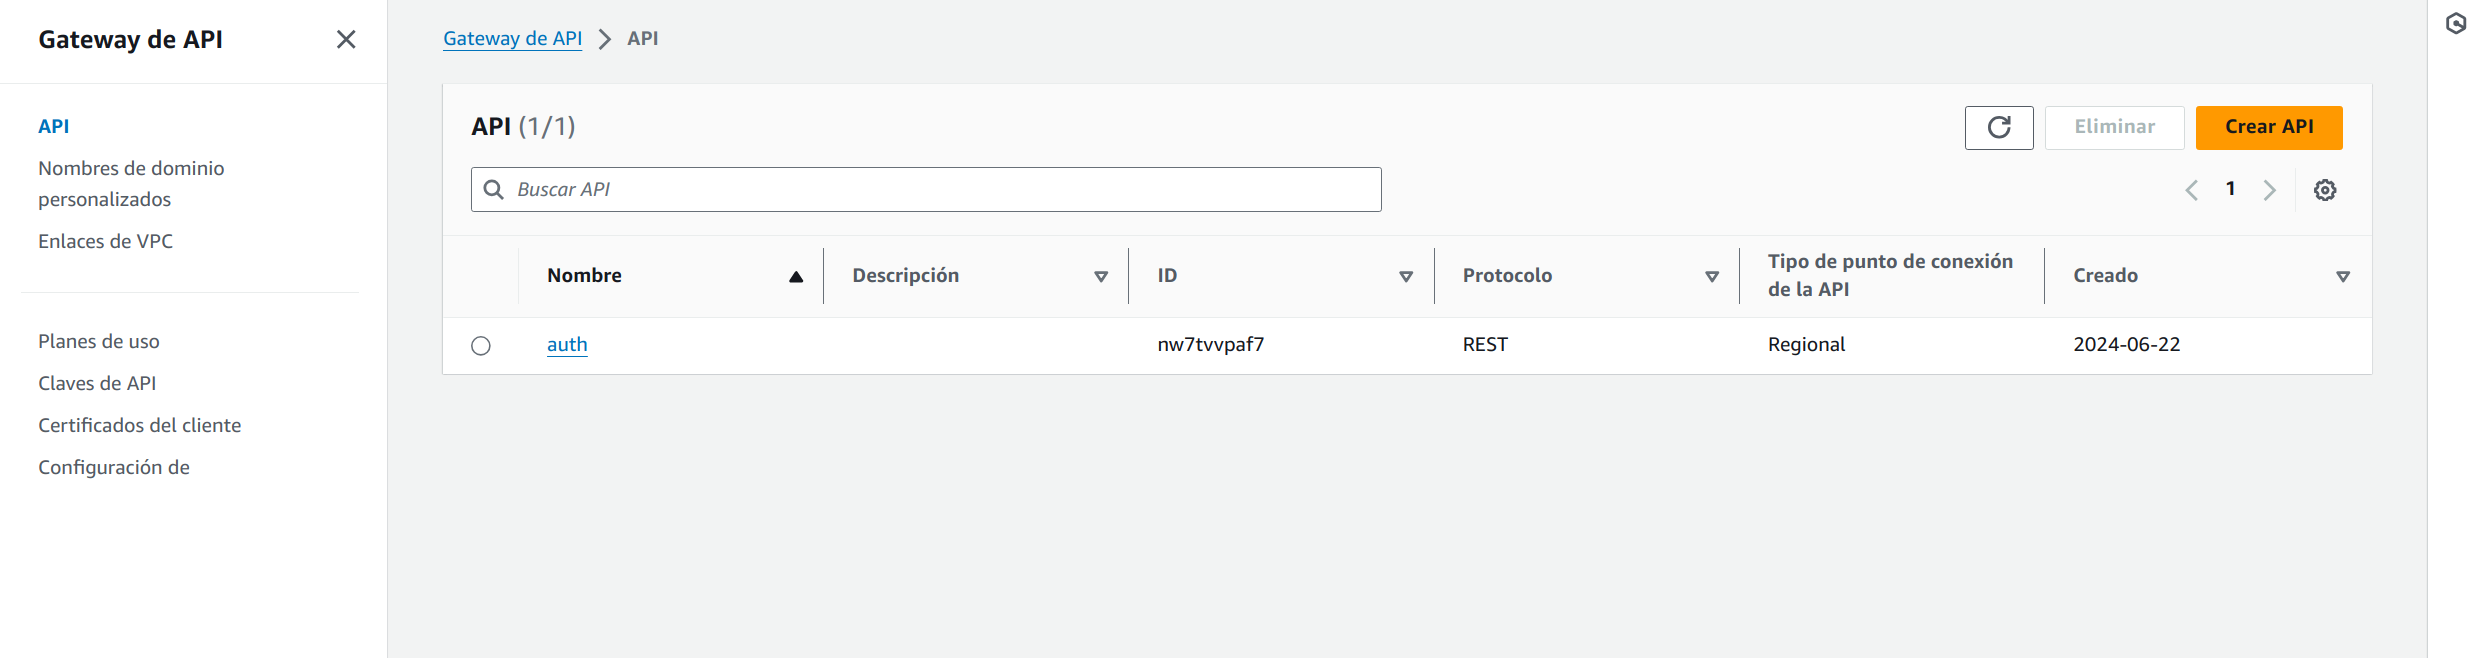 Gateway de API
API
Nombres de dominio
personalizados
Enlaces de VPC
Planes de uso
Claves de API
Certificados del cliente
Configuración de
Gateway de API > API
API (1/1)
Eliminar
Crear API
Buscar API
1
Nombre
Descripción
ID
Protocolo
Tipo de punto de conexión
de la API
Creado
auth
nw7tvvpaf7
REST
Regional
2024-06-22